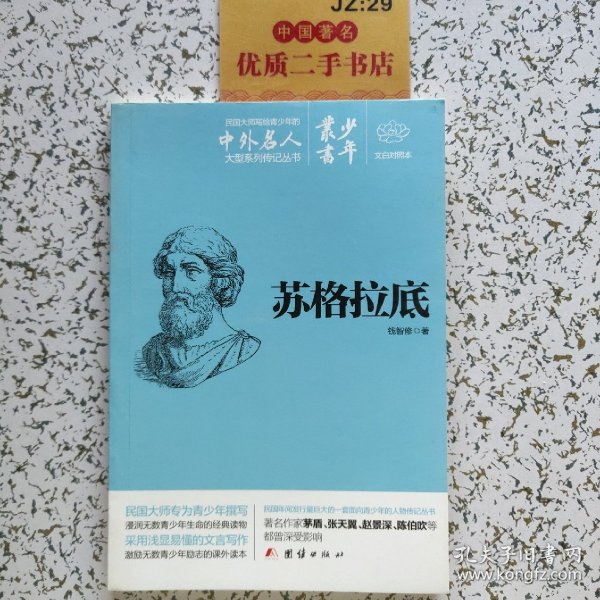 JZ:29
中国著名
优质二手书店
民国大师写给青少年的
中外名人
大型系列传记丛书
少年
叢書
文白对照本
苏格拉底
钱智修◎著
民国大师专为青少年撰写
浸润无数青少年生命的经典读物
采用浅显易懂的文言写作
激励无数青少年励志的课外读本
民国年间发行量巨大的一套面向青少年的人物传记丛书
著名作家茅盾、张天翼、赵景深、陈伯吹等
都曾深受影响
团结出版社
孔夫子旧书网
www.kongfz.com